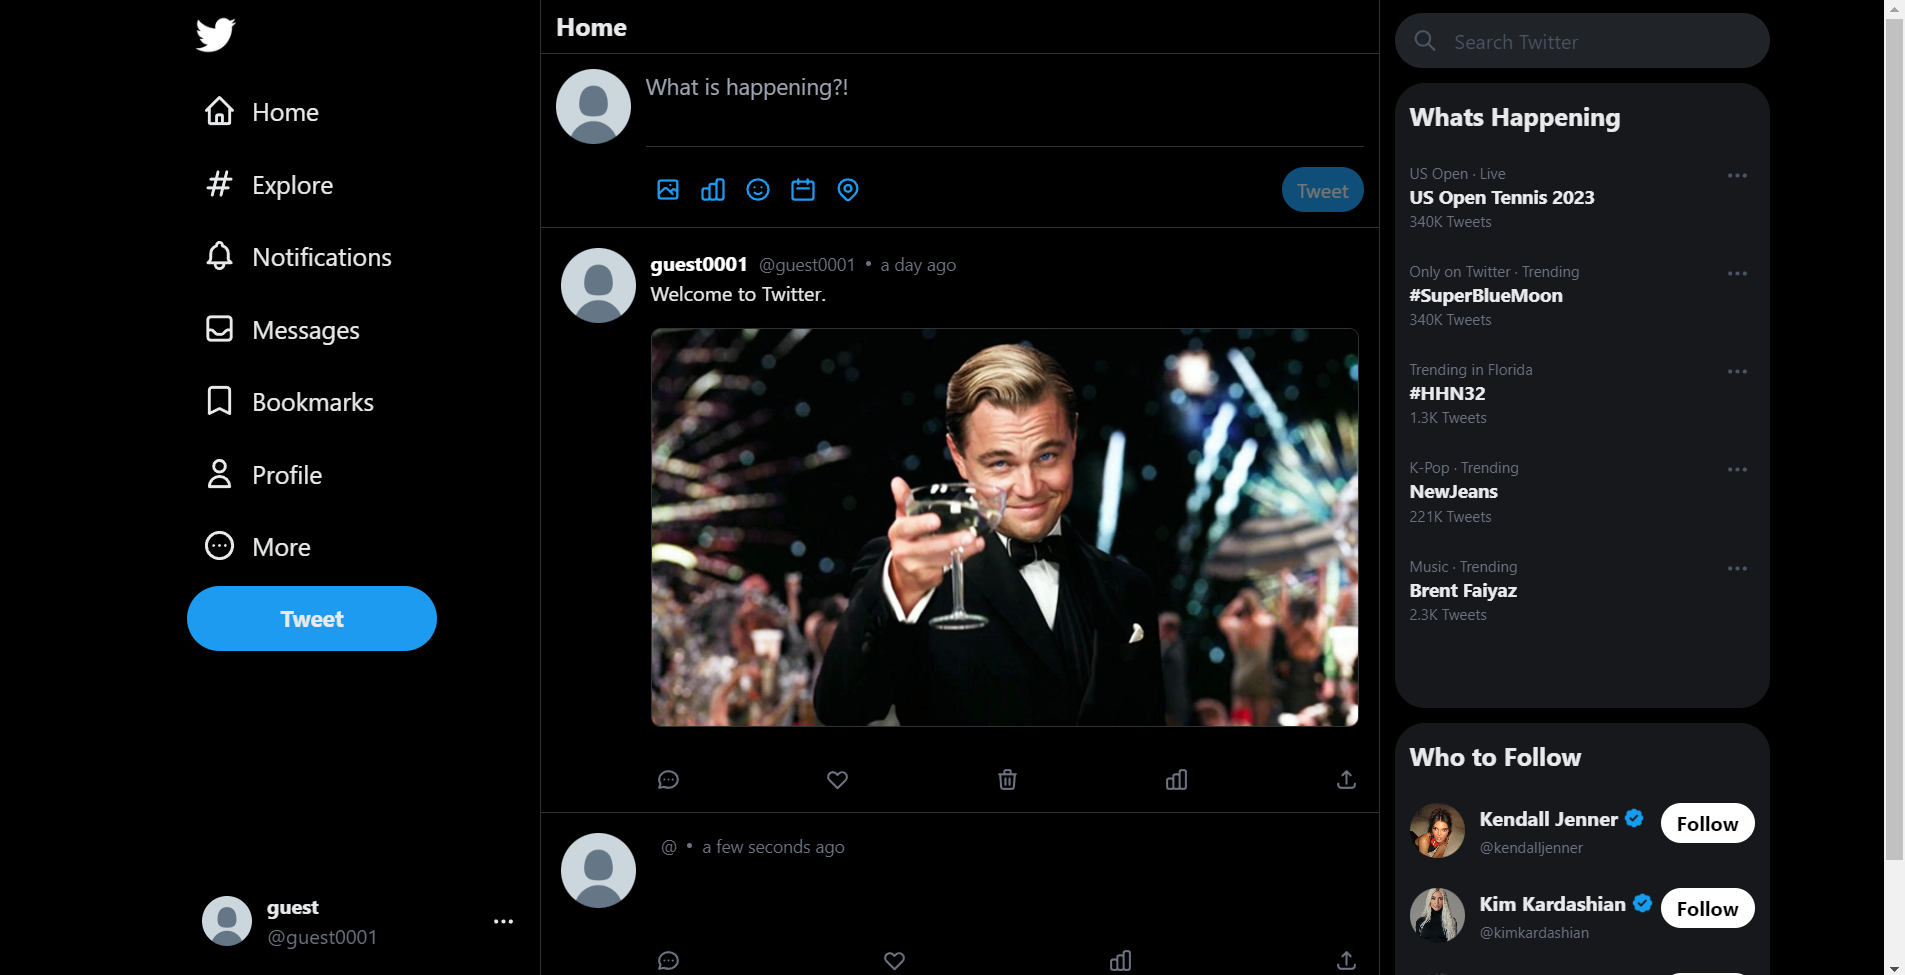 Home
Explore
Notifications
Messages
Bookmarks
Profile
More
Tweet
guest
@guest0001
Home
What is happening?!
Tweet
guest0001 @guest0001 • a day ago
Welcome to Twitter.
@ • a few seconds ago
Search Twitter
Whats Happening
US Open · Live
US Open Tennis 2023
340K Tweets
Only on Twitter · Trending
#SuperBlueMoon
340K Tweets
Trending in Florida
#HHN32
1.3K Tweets
K-Pop · Trending
NewJeans
221K Tweets
Music · Trending
Brent Faiyaz
2.3K Tweets
Who to Follow
Kendall Jenner
@kendalljenner
Follow
Kim Kardashian
@kimkardashian
Follow